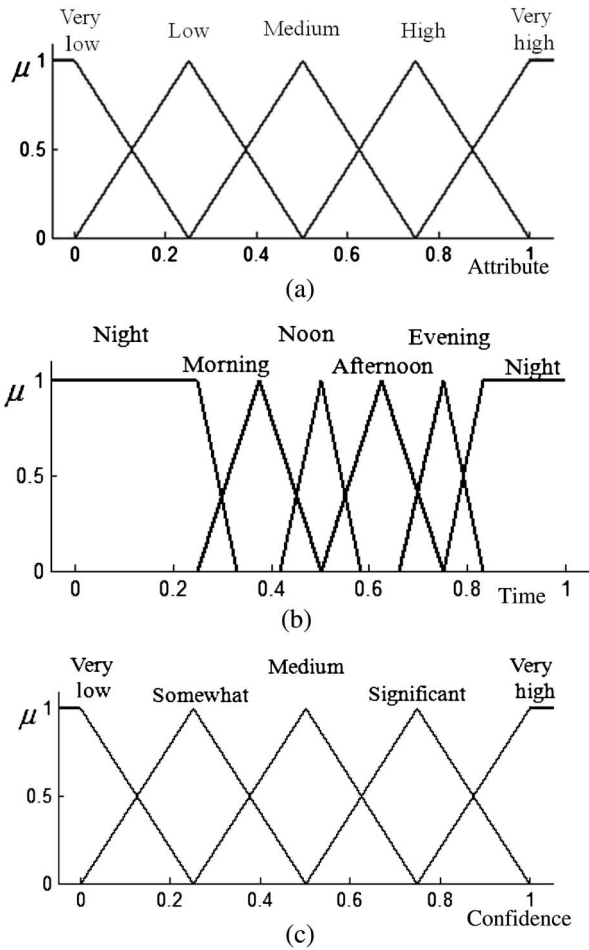 Very low
Low
Medium
High
Very high
μ
1
0.5
0
0 0.2 0.4 0.6 0.8 1
Attribute
(a)
Night
Morning
Noon
Afternoon
Evening
Night
μ
1
0.5
0
0 0.2 0.4 0.6 0.8 1
Time
(b)
Very low
Somewhat
Medium
Significant
Very high
μ
1
0.5
0
0 0.2 0.4 0.6 0.8 1
Confidence
(c)